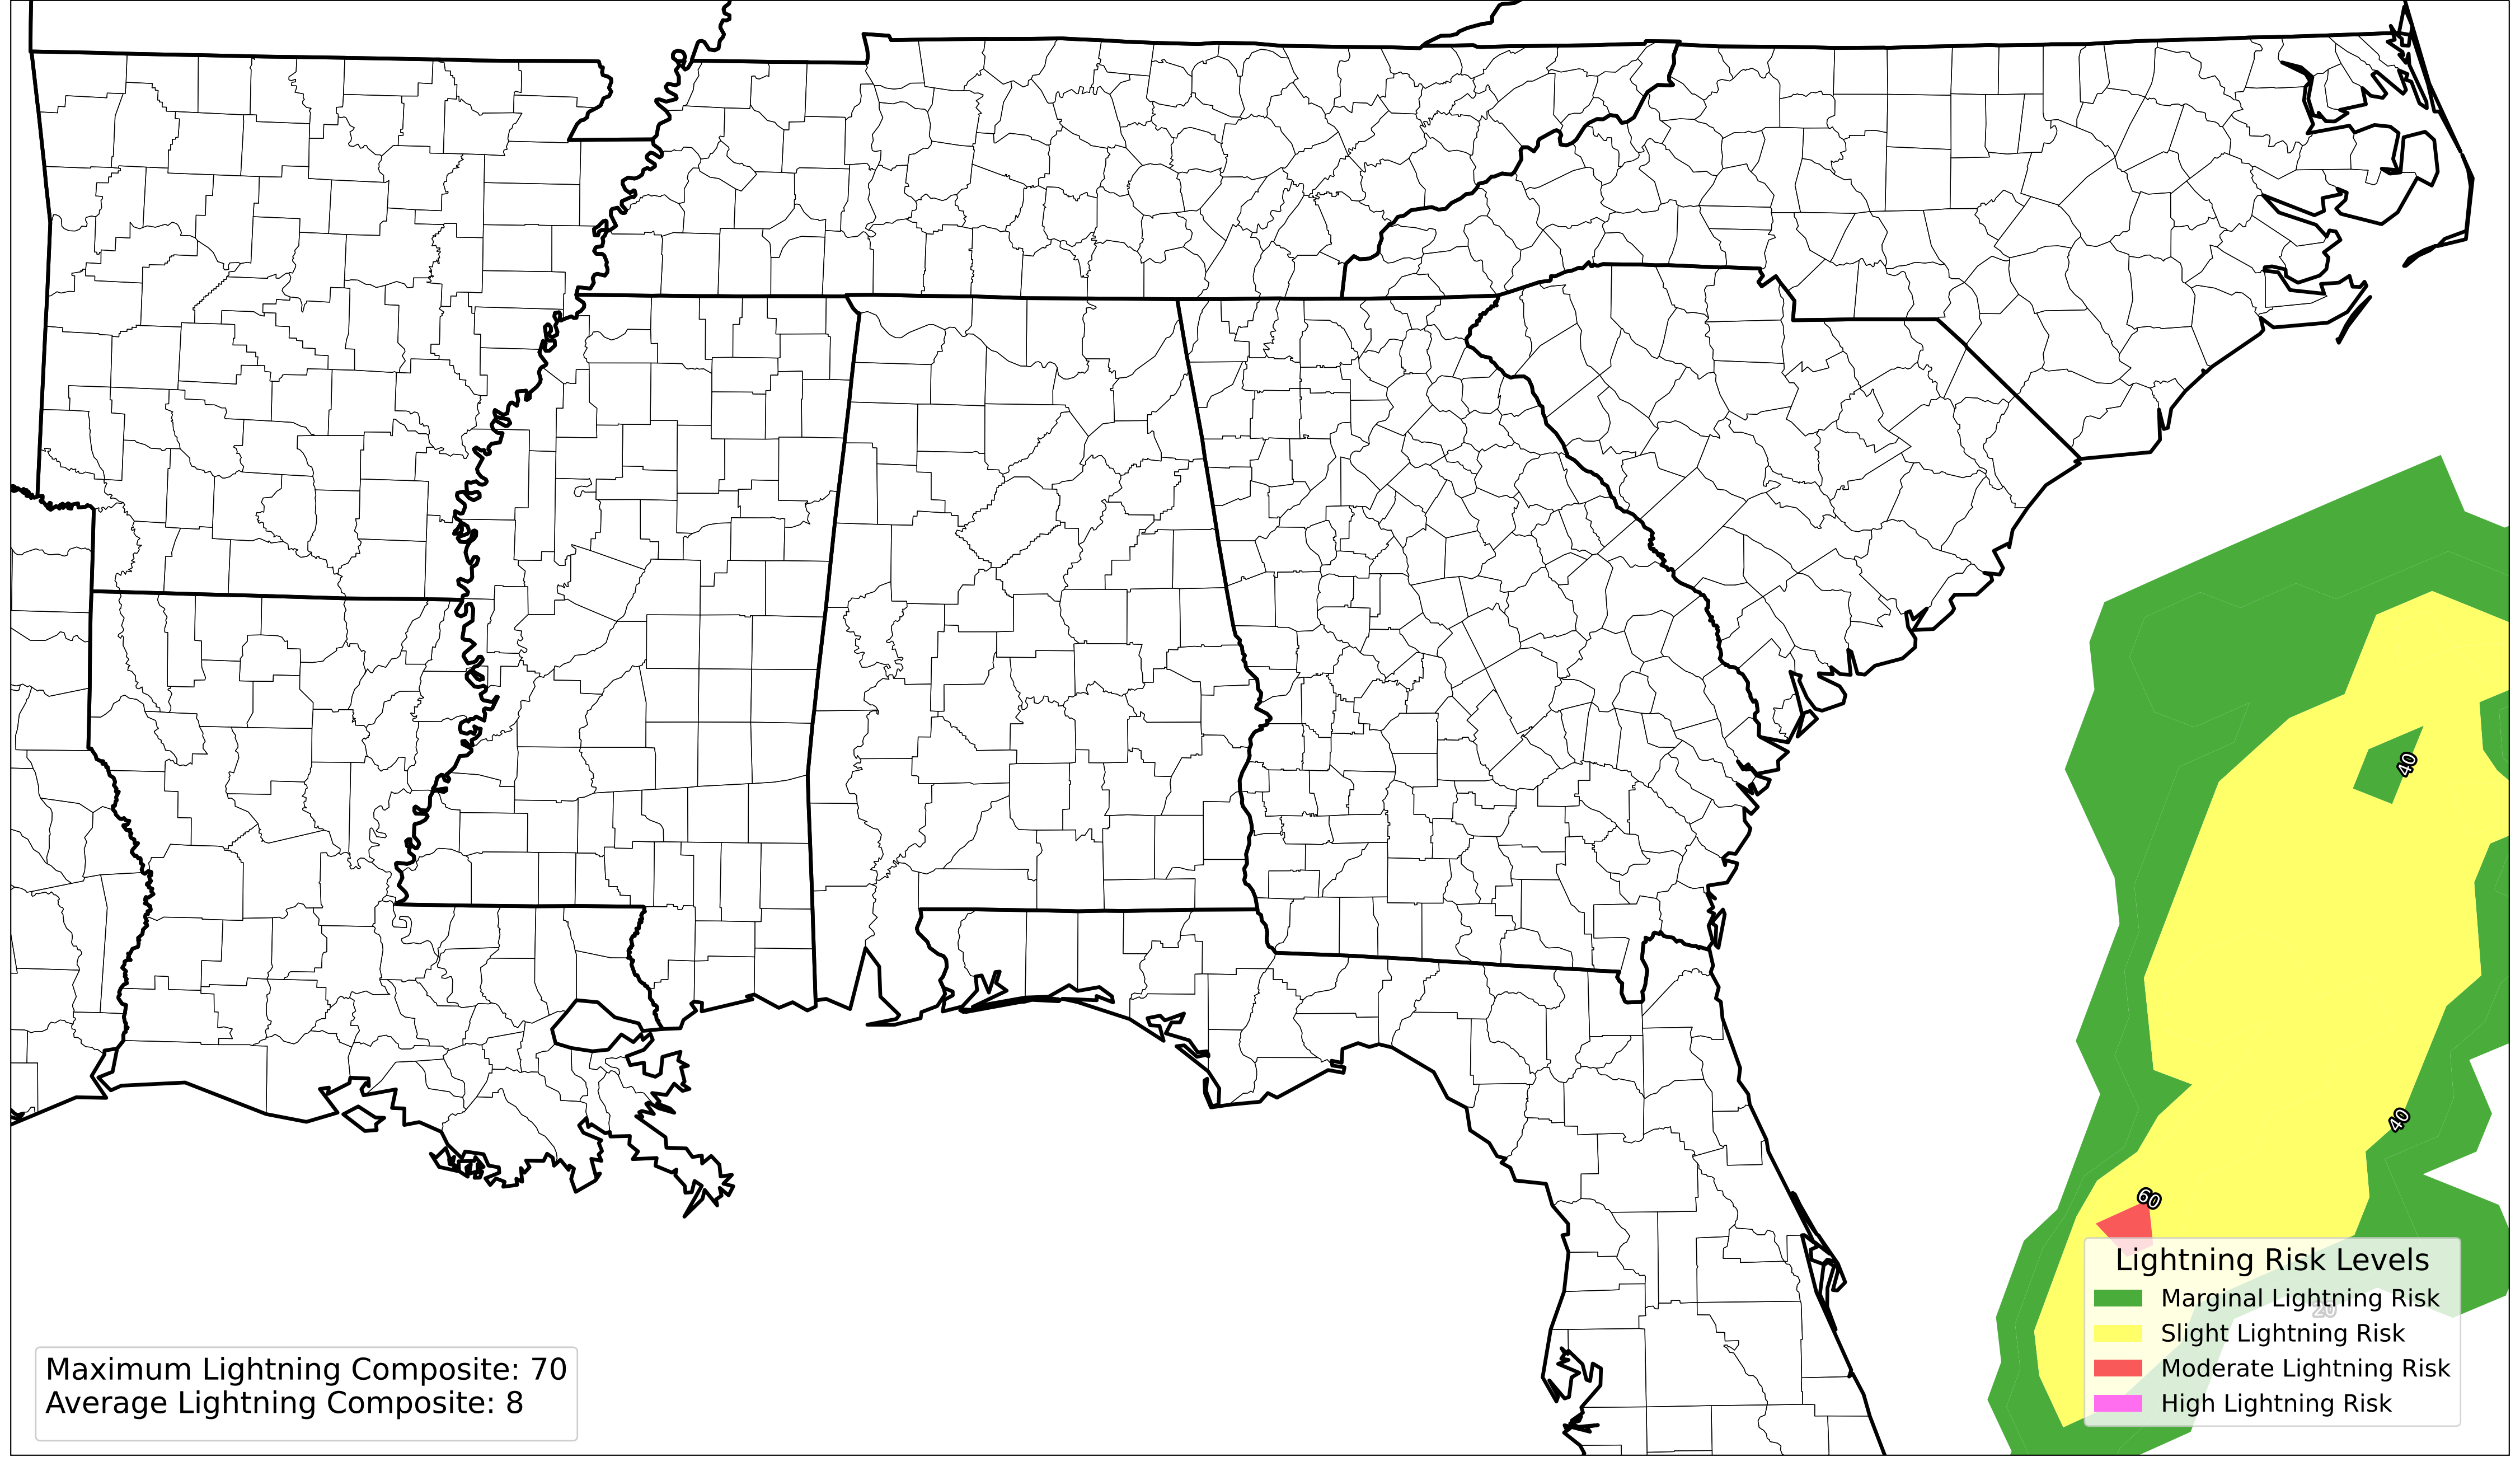 40
40
60
Lightning Risk Levels
Marginal Lightning Risk
20
Slight Lightning Risk
Moderate Lightning Risk
High Lightning Risk
Maximum Lightning Composite: 70
Average Lightning Composite: 8